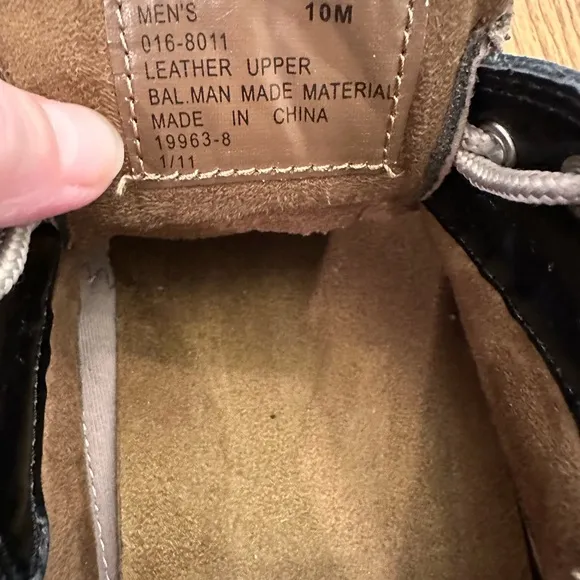 MEN'S 10M
016-8011
LEATHER UPPER
BAL.MAN MADE MATERIAL
MADE IN CHINA
19963-8
1/11